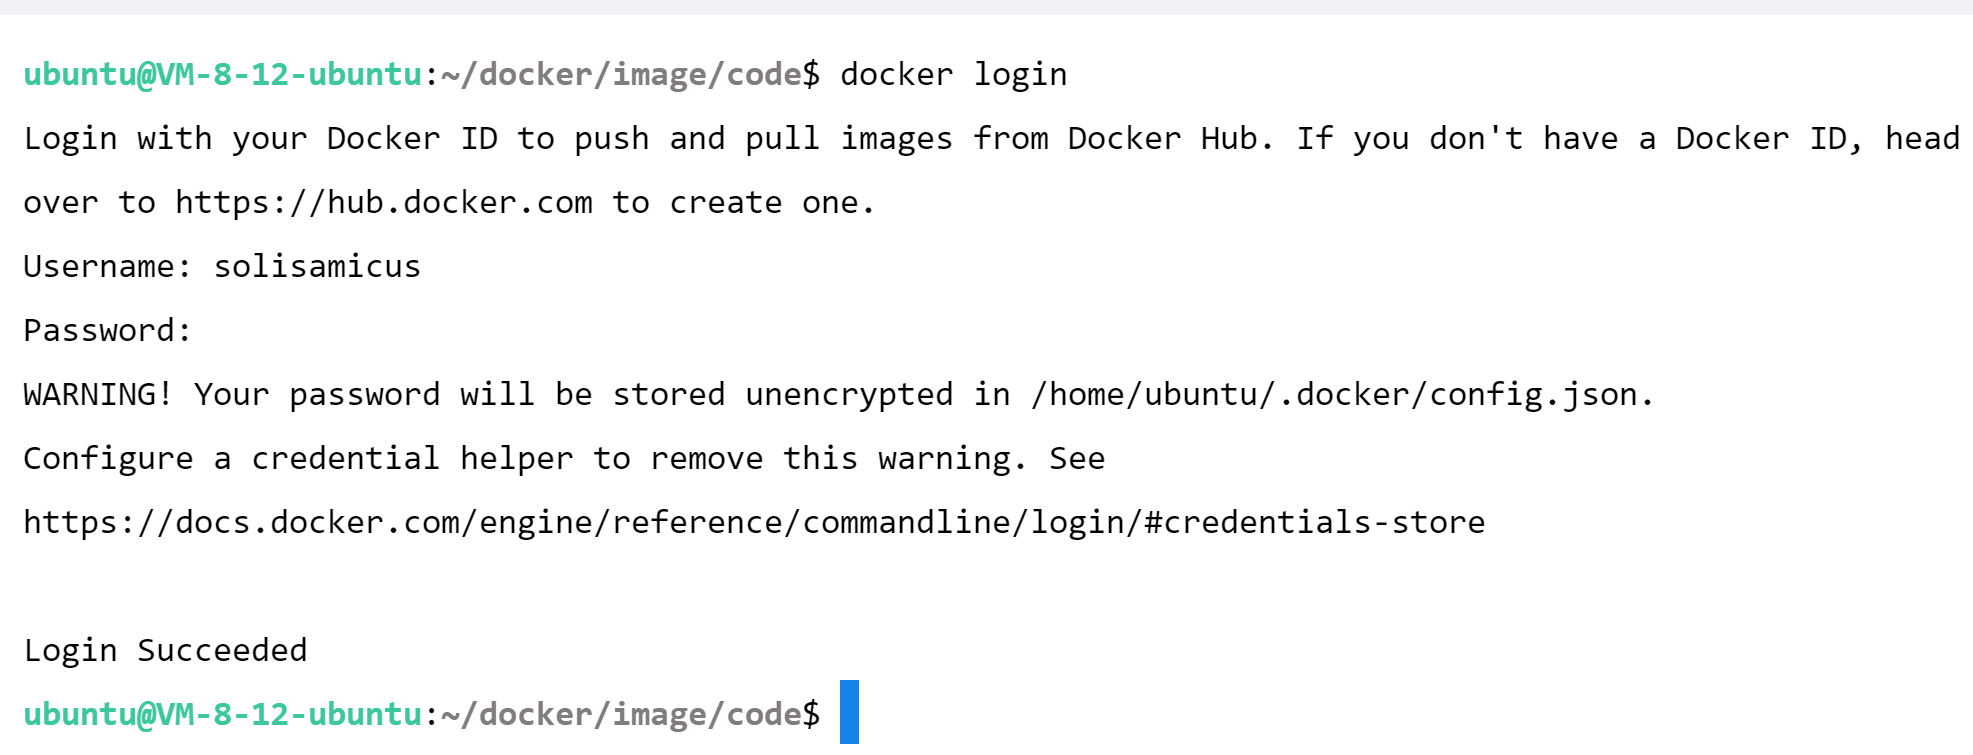 ubuntu@VM-8-12-ubuntu:~/docker/image/code$ docker login
Login with your Docker ID to push and pull images from Docker Hub. If you don't have a Docker ID, head
over to https://hub.docker.com to create one.
Username: solisamicus
Password:
WARNING! Your password will be stored unencrypted in /home/ubuntu/.docker/config.json.
Configure a credential helper to remove this warning. See
https://docs.docker.com/engine/reference/commandline/login/#credentials-store
Login Succeeded
ubuntu@VM-8-12-ubuntu:~/docker/image/code$